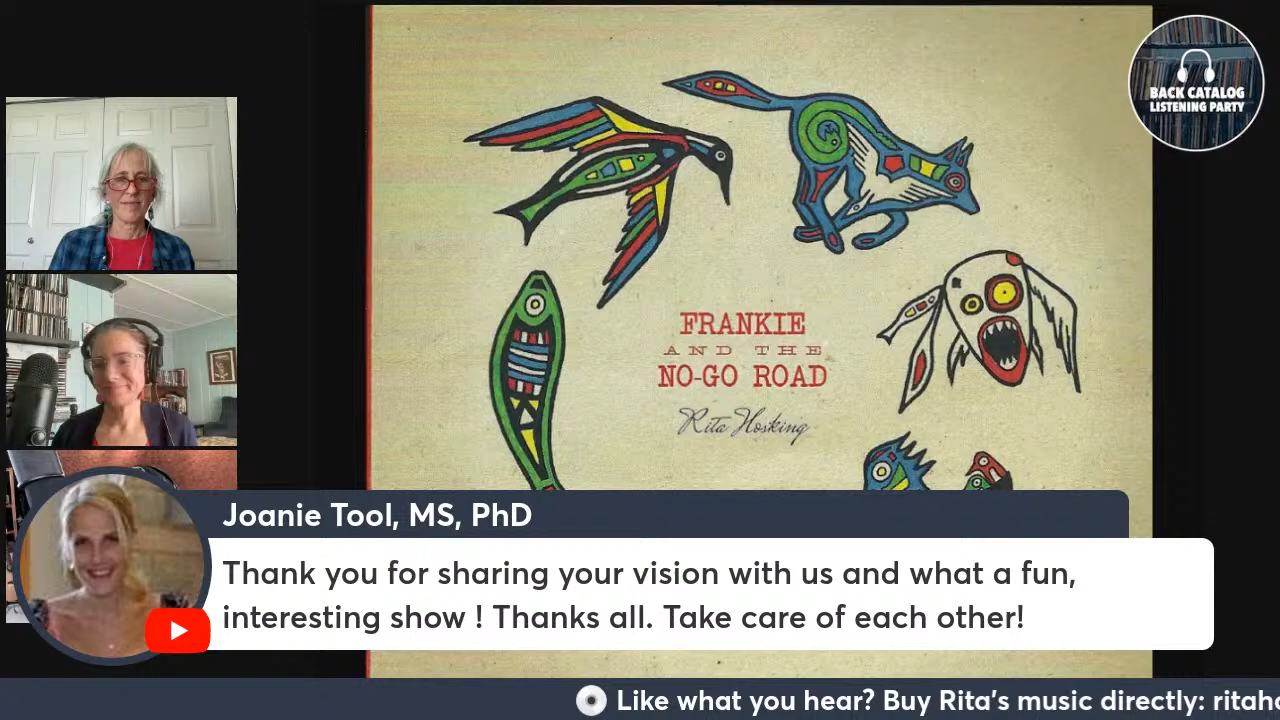 BACK CATALOG
LISTENING PARTY
FRANKIE
AND THE
NO-GO ROAD
Rita Hosking
Joanie Tool, MS, PhD
Thank you for sharing your vision with us and what a fun,
interesting show ! Thanks all. Take care of each other!
Like what you hear? Buy Rita's music directly: